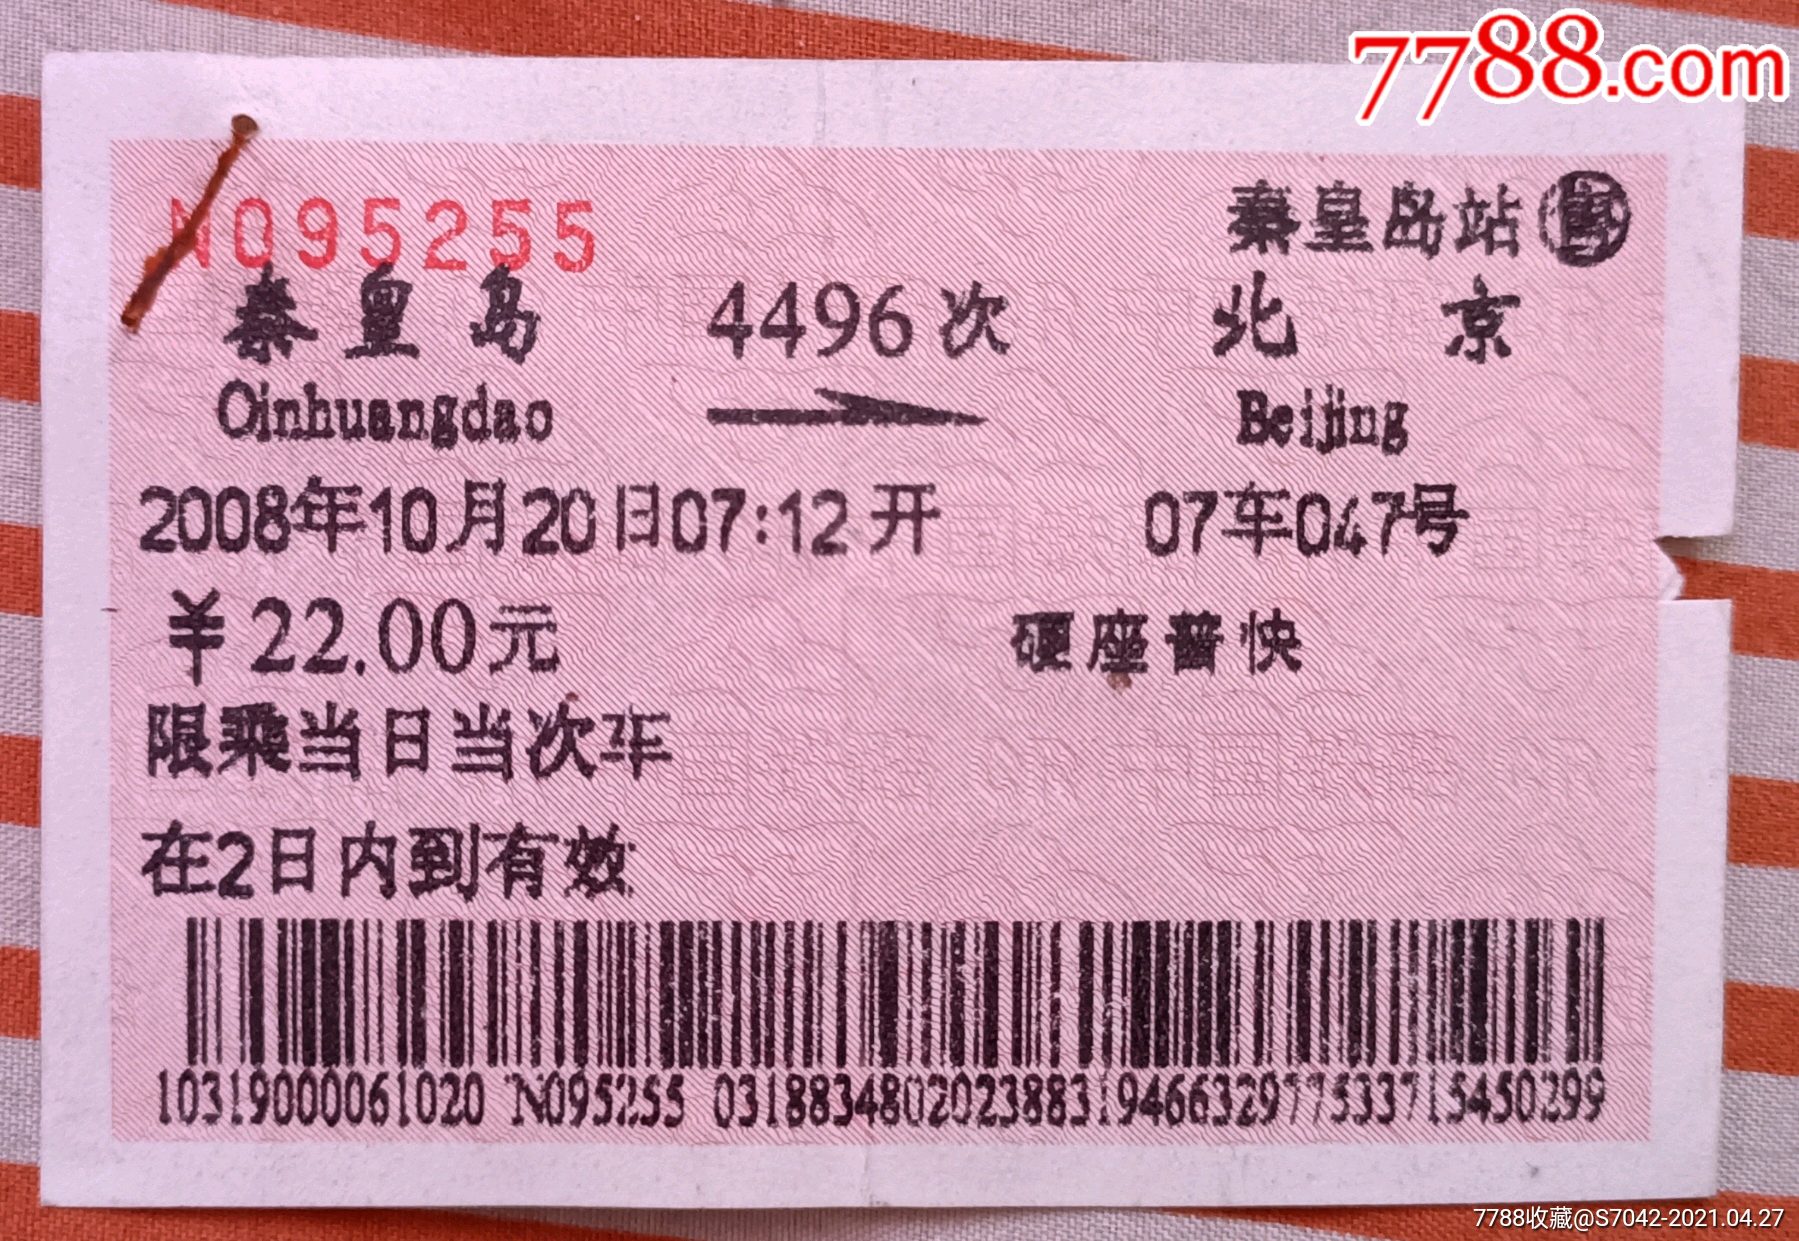 7788.com
N095255
秦皇岛站售
秦皇岛 4496次 北京
Qinhuangdao Beijing
2008年10月20日07:12开 07车047号
￥22.00元 硬座普快
限乘当日当次车
在2日内到有效
10319000061020 N095255 03188348020238831946632977533715450299
7788收藏@S7042-2021.04.27